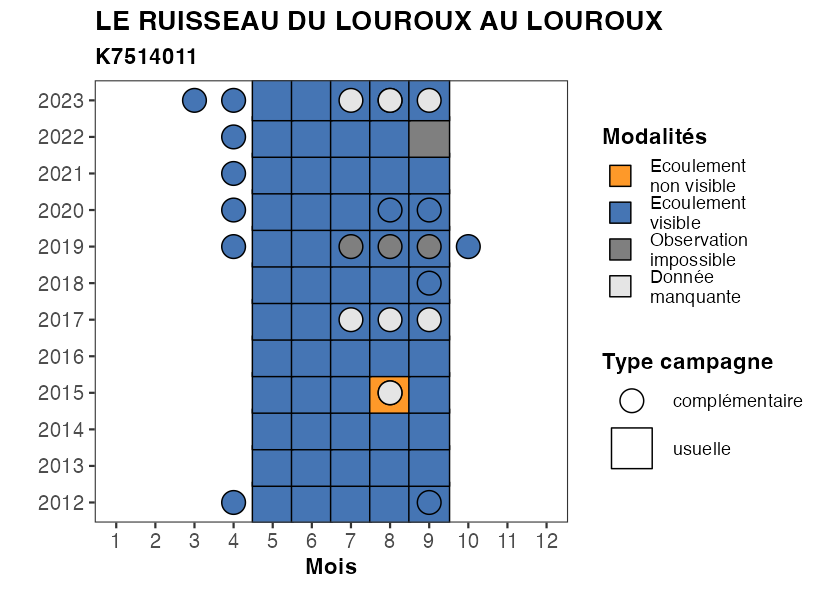 LE RUISSEAU DU LOUROUX AU LOUROUX
K7514011
2023
2022
2021
2020
2019
2018
2017
2016
2015
2014
2013
2012
1 2 3 4 5 6 7 8 9 10 11 12
Mois
Modalités
Ecoulement
non visible
Ecoulement
visible
Observation
impossible
Donnée
manquante
Type campagne
complémentaire
usuelle